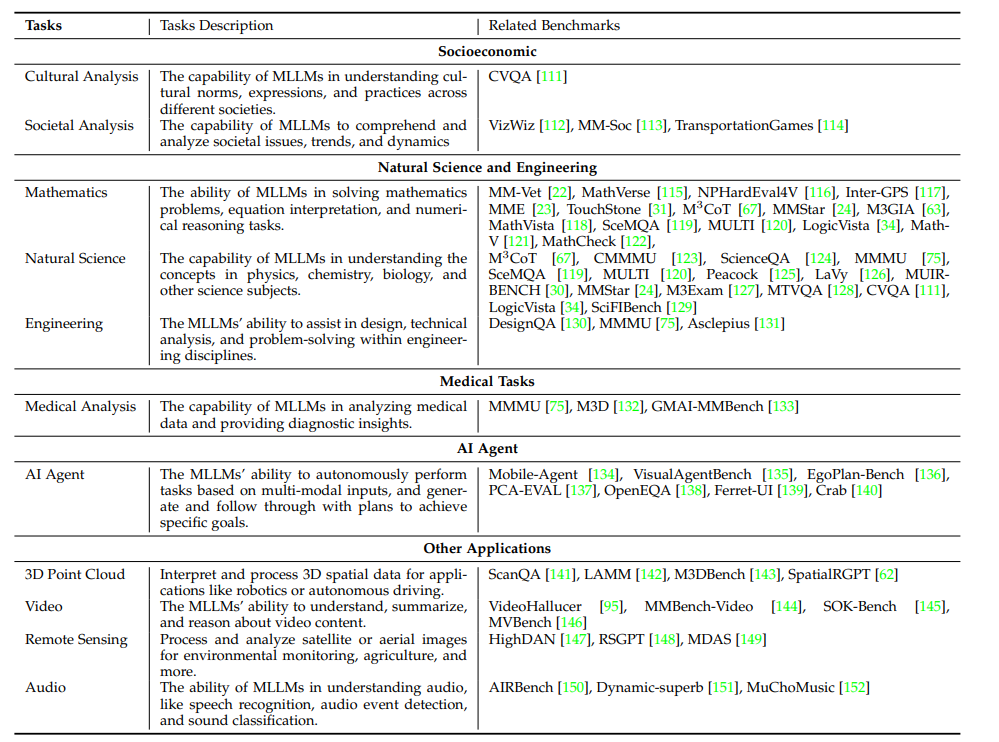 Tasks Tasks Description Related Benchmarks
Socioeconomic
Cultural Analysis The capability of MLLMs in understanding cul- CVQA [111]
tural norms, expressions, and practices across
different societies.
Societal Analysis The capability of MLLMs to comprehend and VizWiz [112], MM-Soc [113], TransportationGames [114]
analyze societal issues, trends, and dynamics
Natural Science and Engineering
Mathematics The ability of MLLMs in solving mathematics MM-Vet [22], MathVerse [115], NPHardEval4V [116], Inter-GPS [117],
problems, equation interpretation, and numeri- MME [23], TouchStone [31], M³CoT [67], MMStar [24], M3GIA [63],
cal reasoning tasks. MathVista [118], SceMQA [119], MULTI [120], LogicVista [34], Math-
V [121], MathCheck [122],
Natural Science The capability of MLLMs in understanding the M³CoT [67], CMMMU [123], ScienceQA [124], MMMU [75],
concepts in physics, chemistry, biology, and SceMQA [119], MULTI [120], Peacock [125], LaVy [126], MUIR-
other science subjects. BENCH [30], MMStar [24], M3Exam [127], MTVQA [128], CVQA [111],
LogicVista [34], SciFIBench [129]
Engineering The MLLMs' ability to assist in design, technical DesignQA [130], MMMU [75], Asclepius [131]
analysis, and problem-solving within engineer-
ing disciplines.
Medical Tasks
Medical Analysis The capability of MLLMs in analyzing medical MMMU [75], M3D [132], GMAI-MMBench [133]
data and providing diagnostic insights.
AI Agent
AI Agent The MLLMs' ability to autonomously perform Mobile-Agent [134], VisualAgentBench [135], EgoPlan-Bench [136],
tasks based on multi-modal inputs, and gener- PCA-EVAL [137], OpenEQA [138], Ferret-UI [139], Crab [140]
ate and follow through with plans to achieve
specific goals.
Other Applications
3D Point Cloud Interpret and process 3D spatial data for appli- ScanQA [141], LAMM [142], M3DBench [143], SpatialRGPT [62]
cations like robotics or autonomous driving.
Video The MLLMs' ability to understand, summarize, VideoHallucer [95], MMBench-Video [144], SOK-Bench [145],
and reason about video content. MVBench [146]
Remote Sensing Process and analyze satellite or aerial images HighDAN [147], RSGPT [148], MDAS [149]
for environmental monitoring, agriculture, and
more.
Audio The ability of MLLMs in understanding audio, AIRBench [150], Dynamic-superb [151], MuChoMusic [152]
like speech recognition, audio event detection,
and sound classification.